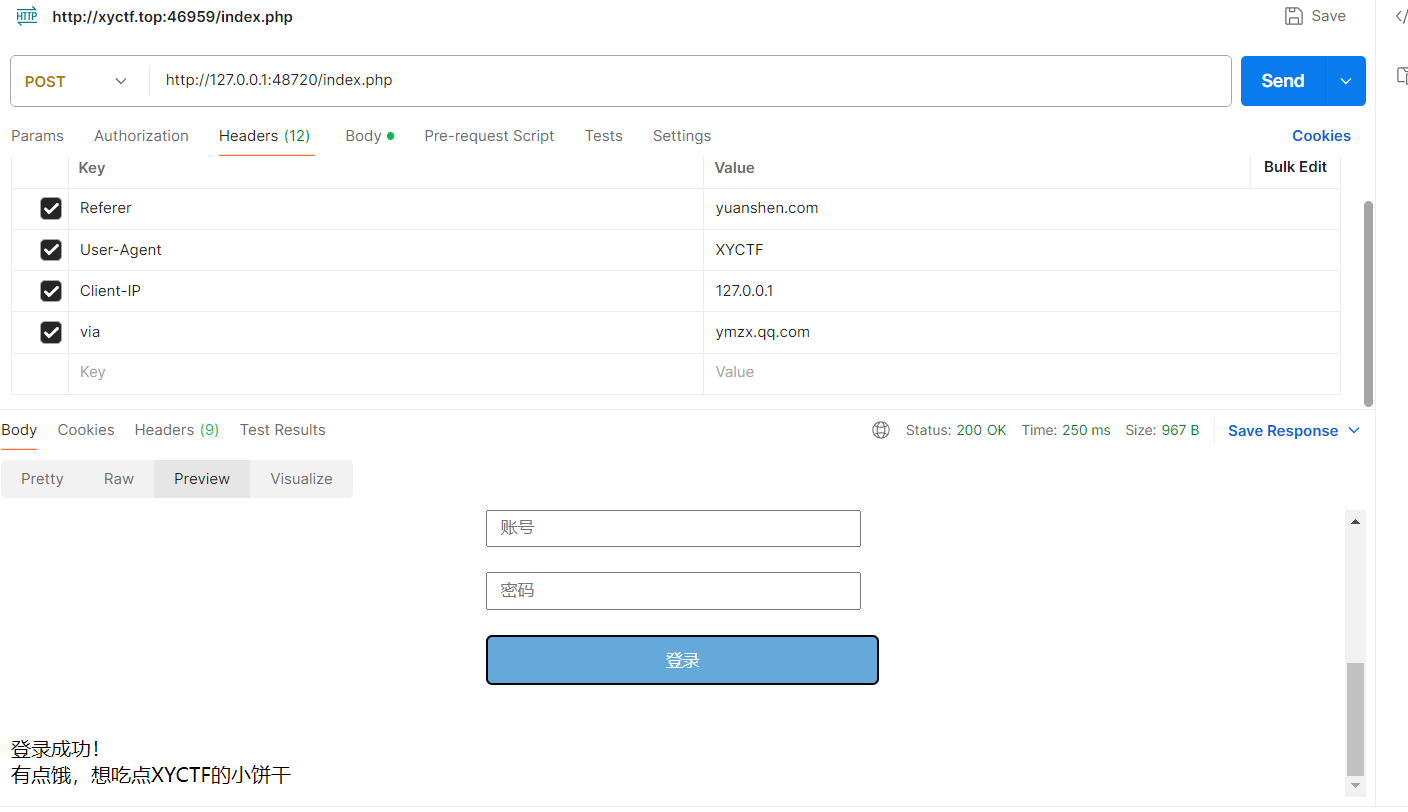 HTTP http://xyctf.top:46959/index.php Save </
POST http://127.0.0.1:48720/index.php Send
Params Authorization Headers (12) Body Pre-request Script Tests Settings Cookies
Key Value Bulk Edit
Referer yuanshen.com
User-Agent XYCTF
Client-IP 127.0.0.1
via ymzx.qq.com
Key Value
Body Cookies Headers (9) Test Results Status: 200 OK Time: 250 ms Size: 967 B Save Response
Pretty Raw Preview Visualize
账号
密码
登录
登录成功！
有点饿，想吃点XYCTF的小饼干